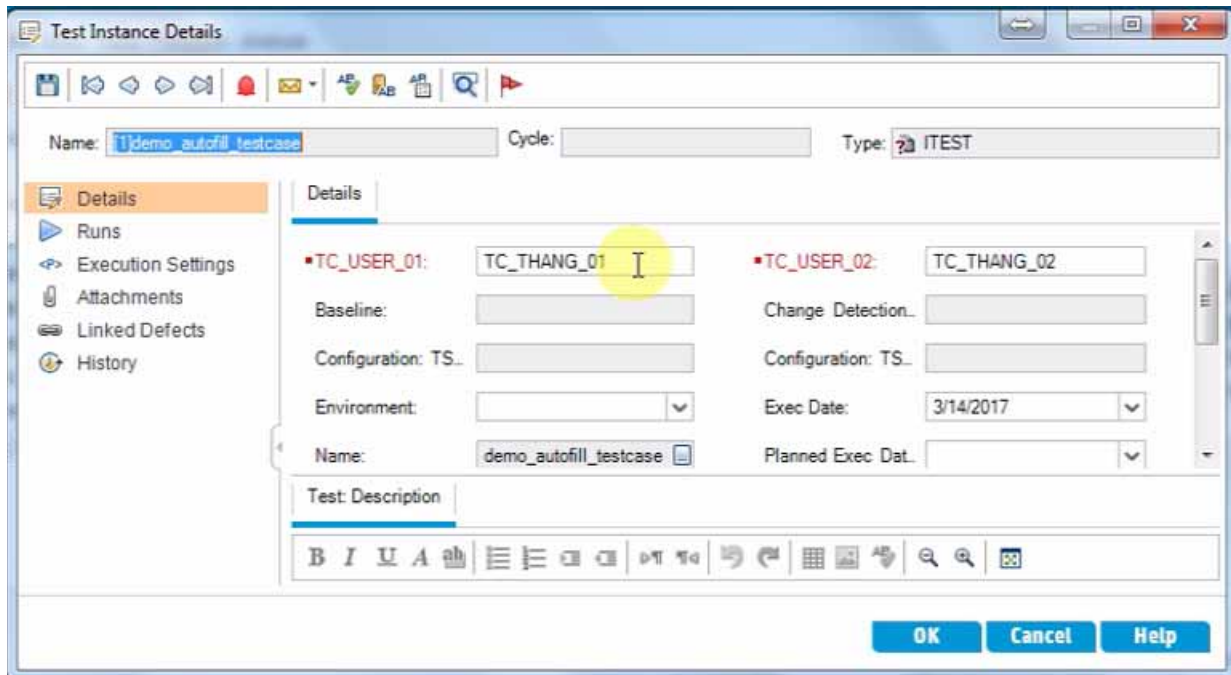 Test Instance Details
Name: [1]demo_autofill_testcase Cycle: Type: ITEST
Details
Runs
Execution Settings
Attachments
Linked Defects
History
Details
TC_USER_01: TC_THANG_01 TC_USER_02: TC_THANG_02
Baseline: Change Detection..
Configuration: TS.. Configuration: TS..
Environment: Exec Date: 3/14/2017
Name: demo_autofill_testcase Planned Exec Dat..
Test: Description
B I U A ab
OK Cancel Help